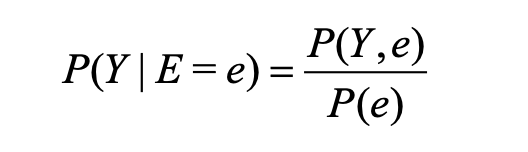 P(Y | E = e) = P(Y, e) / P(e)